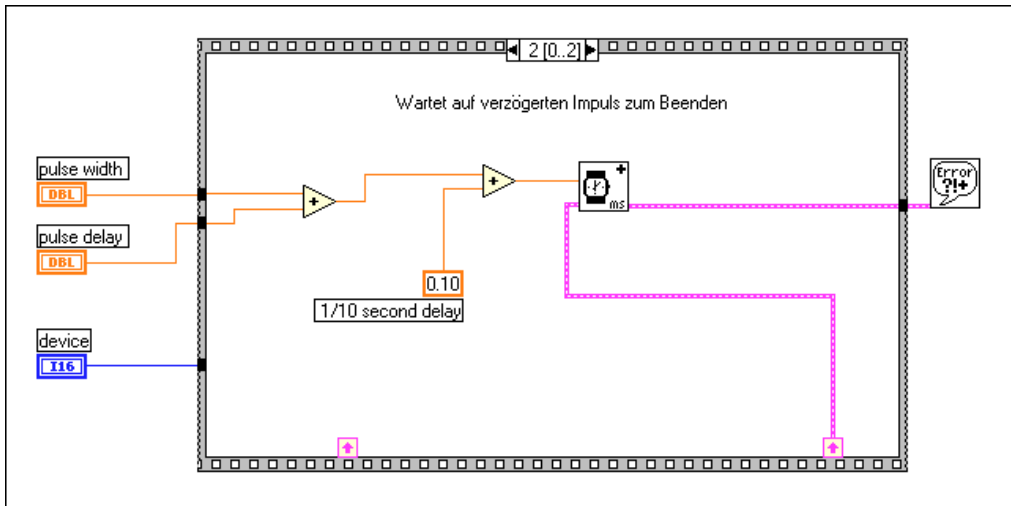 2 [0..2]
Wartet auf verzögerten Impuls zum Beenden
pulse width
DBL
pulse delay
DBL
device
I16
0.10
1/10 second delay
+
+
+
ms
Error
?!+